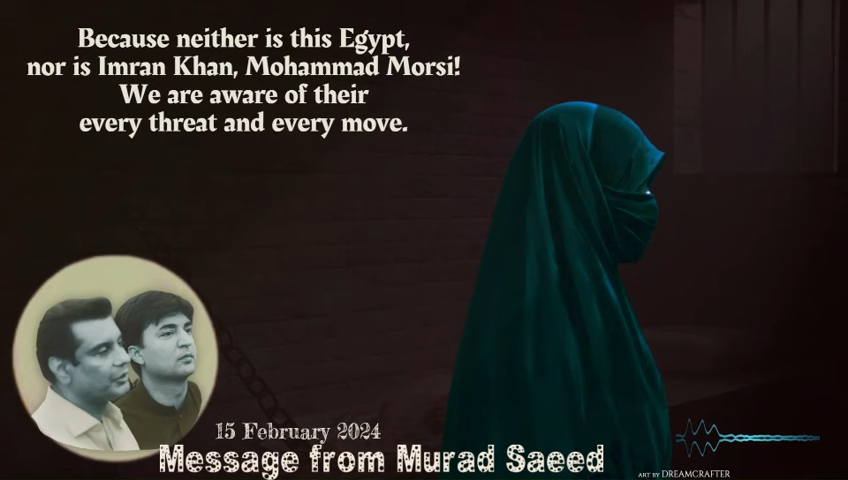 Because neither is this Egypt,
nor is Imran Khan, Mohammad Morsi!
We are aware of their
every threat and every move.
15 February 2024
Message from Murad Saeed
ART BY DREAMCRAFTER